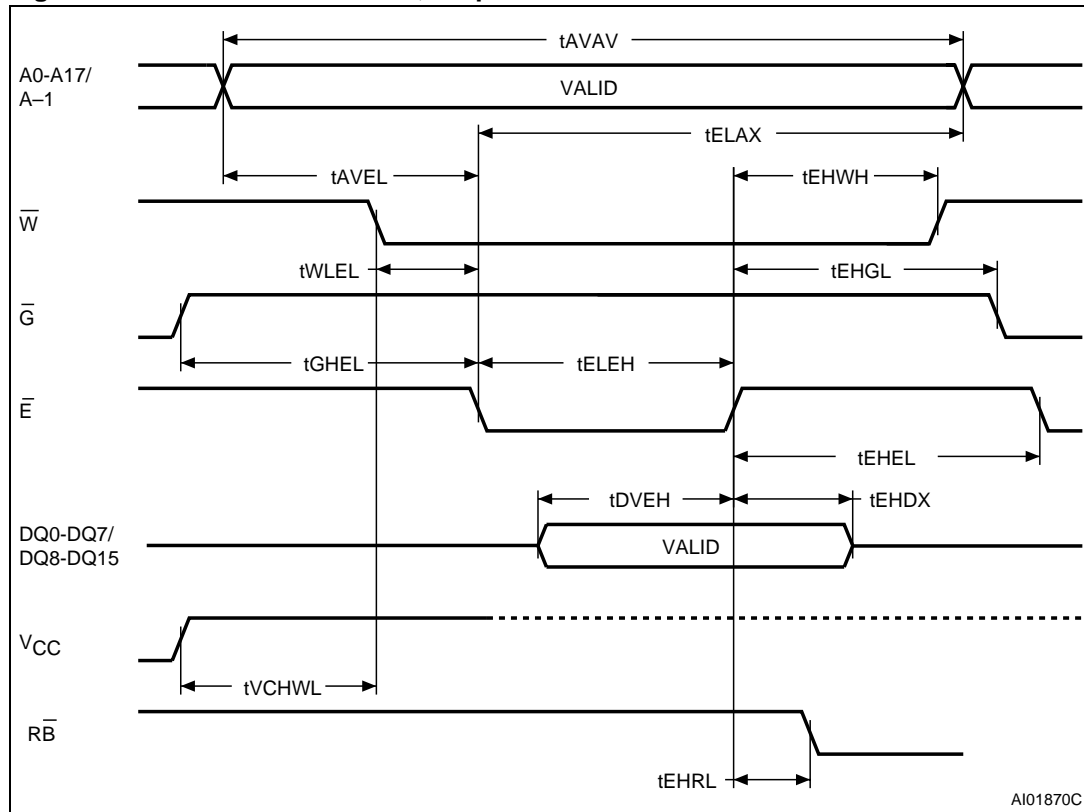 tAVAV
A0-A17/
A–1
VALID
tELAX
tAVEL
tEHWH
W̅
tWLEL
tEHGL
G̅
tGHEL
tELEH
E̅
tEHEL
tDVEH
tEHDX
DQ0-DQ7/
DQ8-DQ15
VALID
VCC
tVCHWL
RB̅
tEHRL
AI01870C